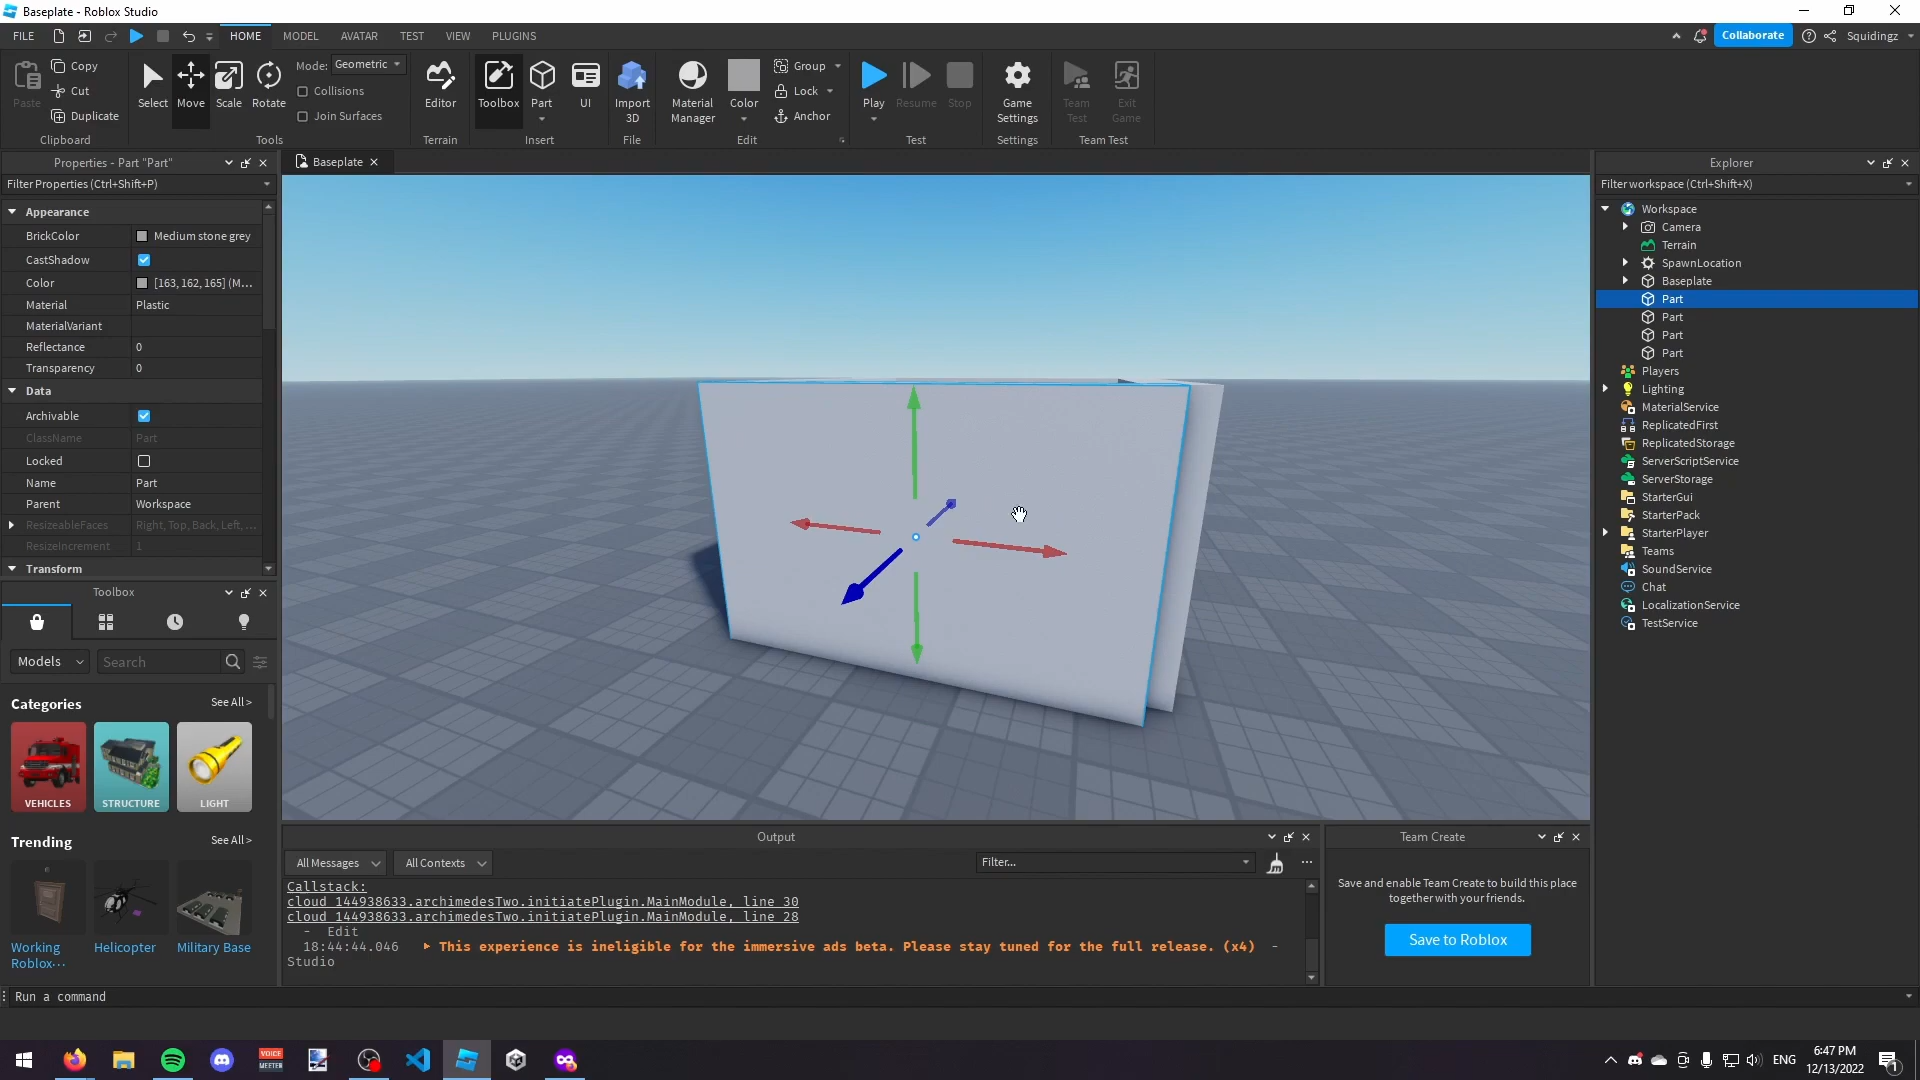 Baseplate - Roblox Studio
FILE HOME MODEL AVATAR TEST VIEW PLUGINS Collaborate Squidingz
Paste
Copy
Cut
Duplicate
Clipboard
Select Move Scale Rotate
Mode: Geometric
Collisions
Join Surfaces
Tools
Editor
Terrain
Toolbox Part UI
Insert
Import 3D
File
Material Manager
Color
Group
Lock
Anchor
Edit
Play Resume Stop
Test
Game Settings
Settings
Team Test
Exit Game
Team Test
Properties - Part "Part"
Filter Properties (Ctrl+Shift+P)
Appearance
BrickColor Medium stone grey
CastShadow
Color [163, 162, 165] (M...
Material Plastic
MaterialVariant
Reflectance 0
Transparency 0
Data
Archivable
ClassName Part
Locked
Name Part
Parent Workspace
ResizeableFaces Right, Top, Back, Left, ...
ResizeIncrement 1
Transform
Toolbox
Models Search
Categories See All >
VEHICLES STRUCTURE LIGHT
Trending See All >
Working Roblox...
Helicopter
Military Base
Baseplate
Output
All Messages All Contexts Filter...
Callstack:
cloud_144938633.archimedesTwo.initiatePlugin.MainModule, line 30
cloud_144938633.archimedesTwo.initiatePlugin.MainModule, line 28
- Edit
18:44:44.046 This experience is ineligible for the immersive ads beta. Please stay tuned for the full release. (x4) -
Studio
Team Create
Save and enable Team Create to build this place
together with your friends.
Save to Roblox
Explorer
Filter workspace (Ctrl+Shift+X)
Workspace
Camera
Terrain
SpawnLocation
Baseplate
Part
Part
Part
Part
Players
Lighting
MaterialService
ReplicatedFirst
ReplicatedStorage
ServerScriptService
ServerStorage
StarterGui
StarterPack
StarterPlayer
Teams
SoundService
Chat
LocalizationService
TestService
Run a command
VOICE
MEETER
ENG
6:47 PM
12/13/2022
1